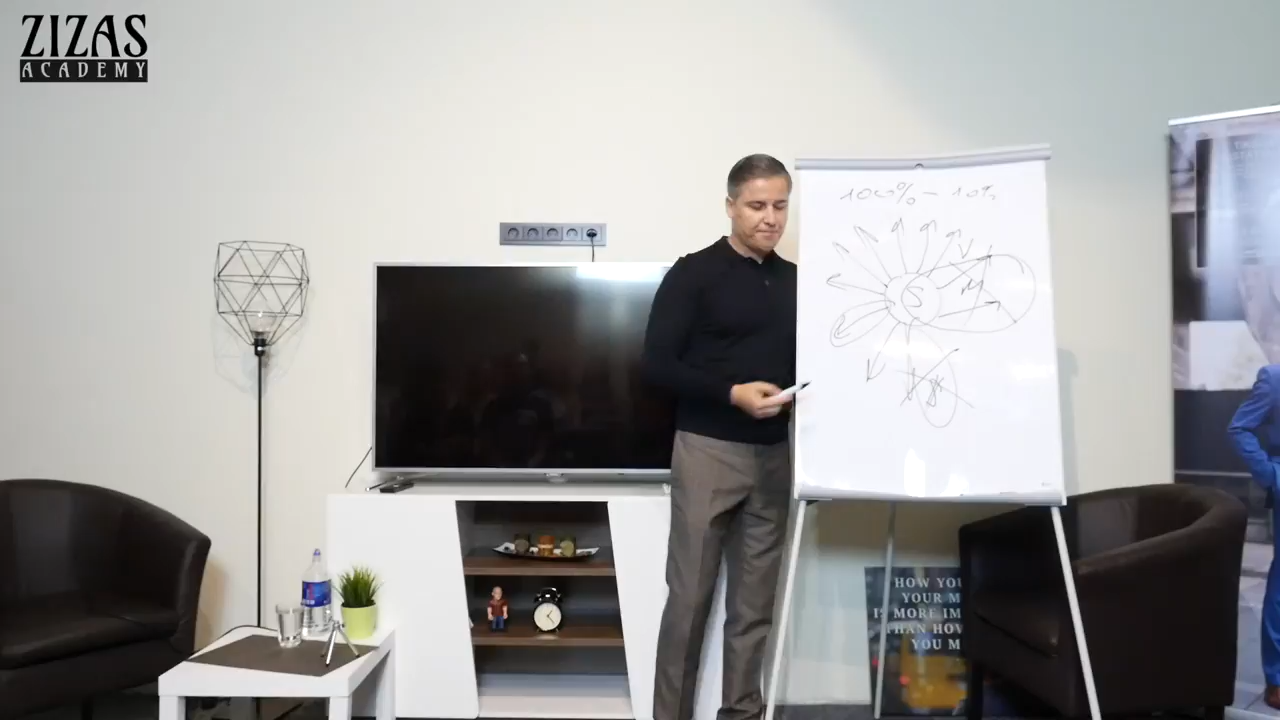 ZIZAS
ACADEMY
100% - 10%
S
HOW YOU
YOUR M
IS MORE IM
THAN HOW
YOU M